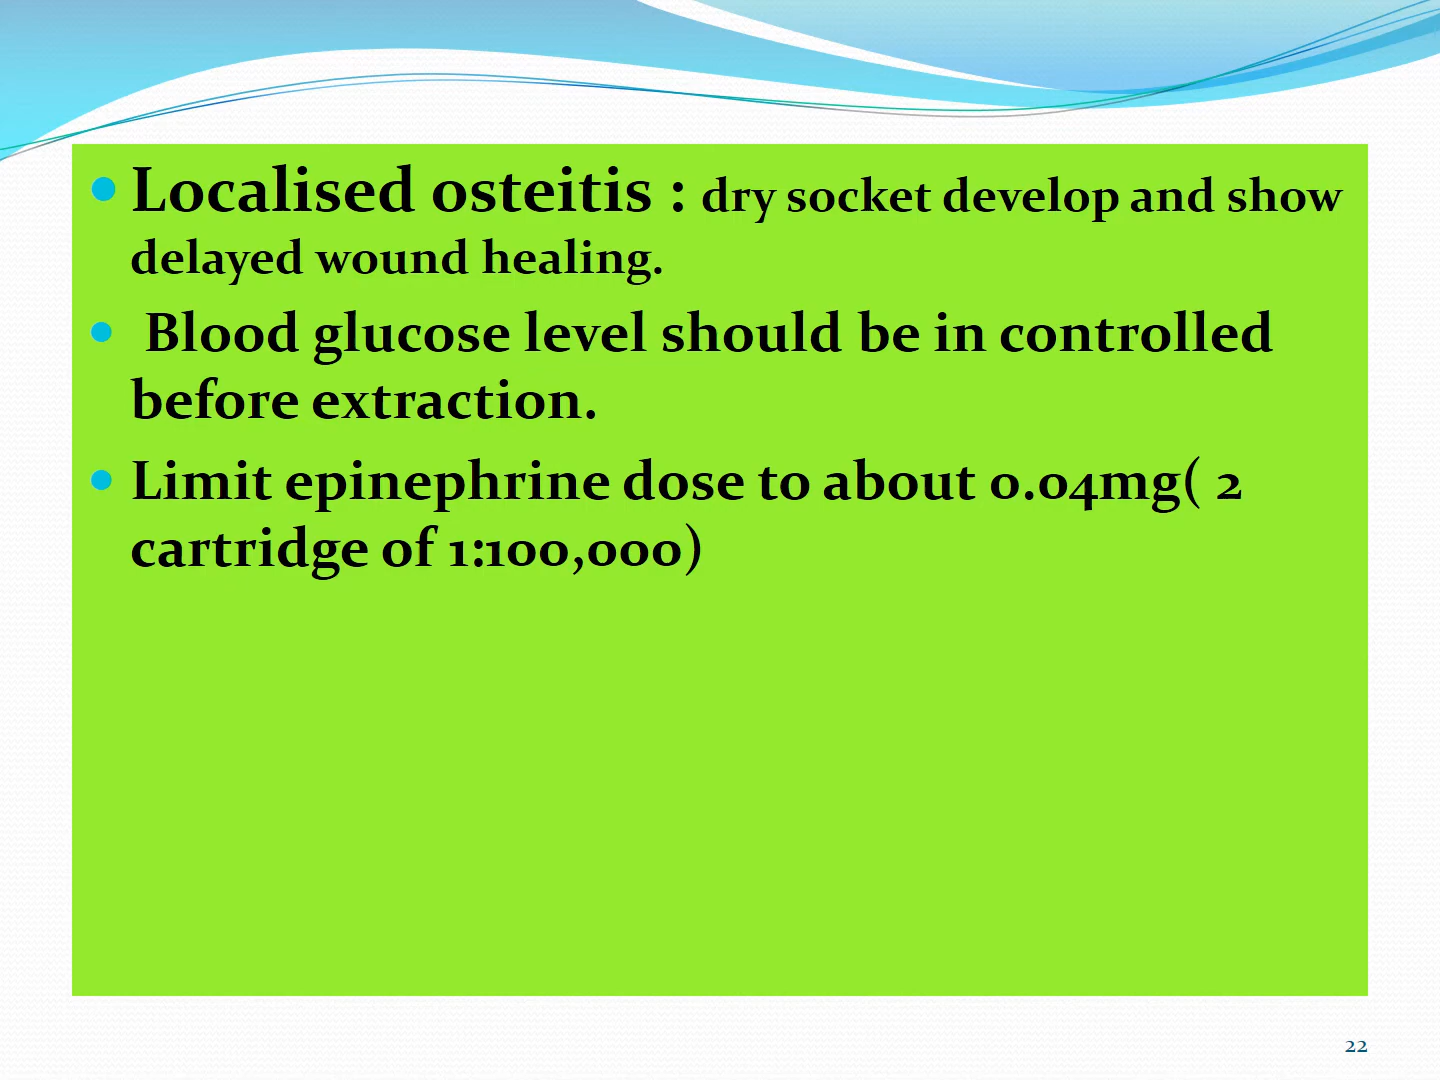 Localised osteitis : dry socket develop and show
delayed wound healing.
Blood glucose level should be in controlled
before extraction.
Limit epinephrine dose to about 0.04mg( 2
cartridge of 1:100,000)
22